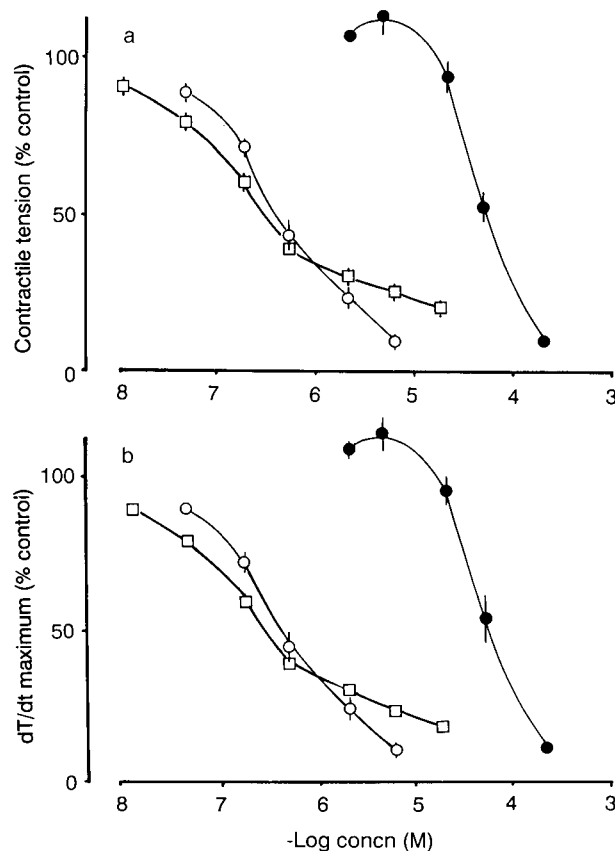 a
Contractile tension (% control)
100
50
0
8 7 6 5 4 3
b
dT/dt maximum (% control)
100
50
0
8 7 6 5 4 3
-Log concn (M)